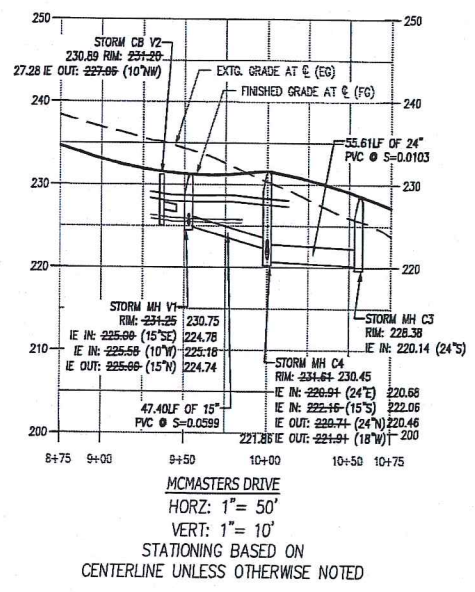 250 250
STORM CB V2
230.89 RIM: 231.20
27.28 IE OUT: 227.05 (10"NW)
EXTG. GRADE AT ℄ (EG)
FINISHED GRADE AT ℄ (FG)
240 240
55.61LF OF 24"
PVC @ S=0.0103
230 230
220 220
STORM MH V1
RIM: 231.25 230.75
IE IN: 225.00 (15"SE) 224.78
IE IN: 225.58 (10"W) 225.18
IE OUT: 225.00 (15"N) 224.74
STORM MH C3
RIM: 228.38
IE IN: 220.14 (24"S)
210 210
STORM MH C4
RIM: 231.61 230.45
IE IN: 220.91 (24"E) 220.68
IE IN: 222.16 (15"S) 222.06
IE OUT: 220.71 (24"N) 220.46
221.86 IE OUT: 221.91 (18"W)
47.40LF OF 15"
PVC @ S=0.0599
200 200
8+75 9+00 9+50 10+00 10+50 10+75
MCMASTERS DRIVE
HORZ: 1"= 50'
VERT: 1"= 10'
STATIONING BASED ON
CENTERLINE UNLESS OTHERWISE NOTED